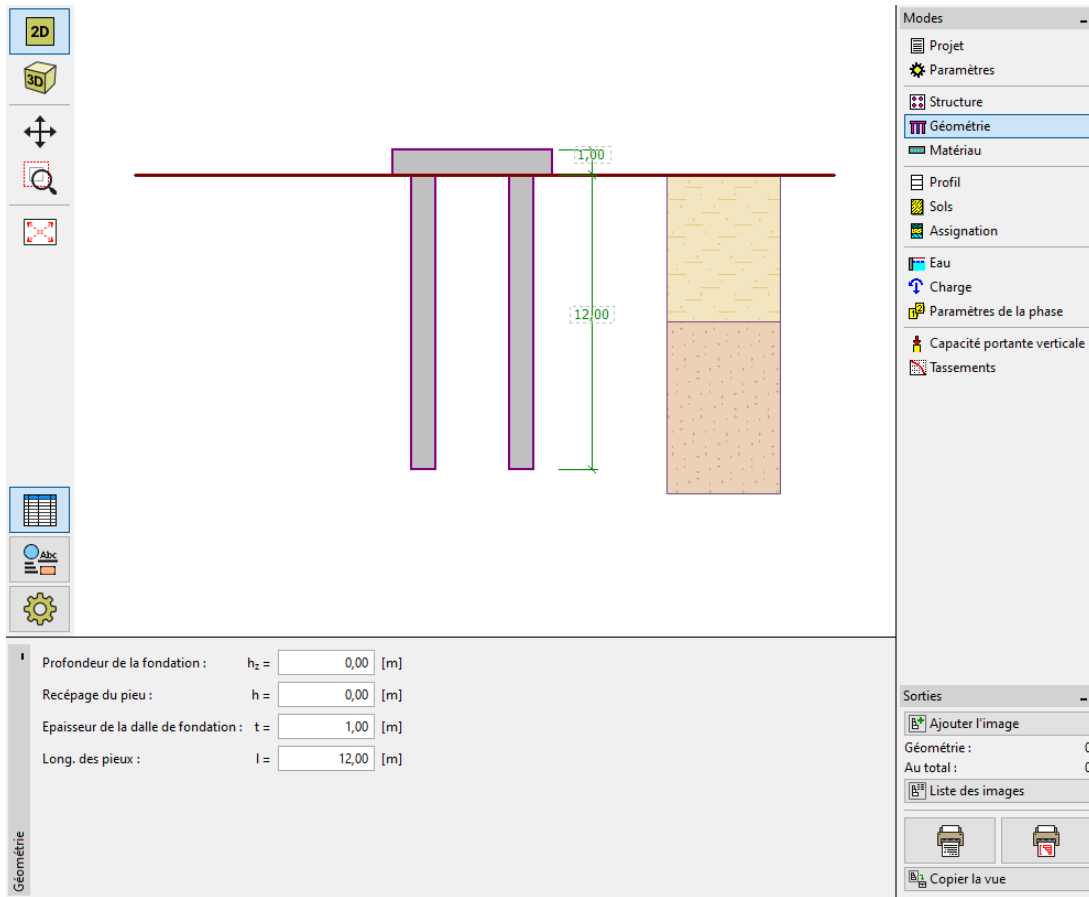 2D
3D
1,00
12,00
Abc
Modes
Projet
Paramètres
Structure
Géométrie
Matériau
Profil
Sols
Assignation
Eau
Charge
Paramètres de la phase
Capacité portante verticale
Tassements
Géométrie
Profondeur de la fondation : hz = 0,00 [m]
Recépage du pieu : h = 0,00 [m]
Epaisseur de la dalle de fondation : t = 1,00 [m]
Long. des pieux : l = 12,00 [m]
Sorties
Ajouter l'image
Géométrie : 0
Au total : 0
Liste des images
Copier la vue